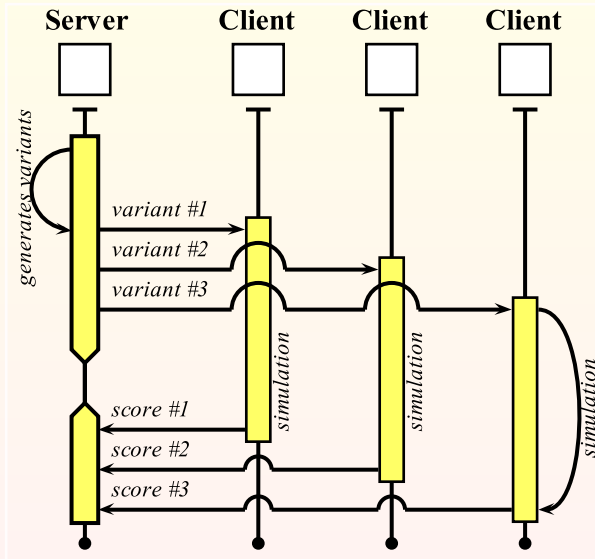 Server Client Client Client
generates variants
variant #1
variant #2
variant #3
simulation
simulation
simulation
score #1
score #2
score #3